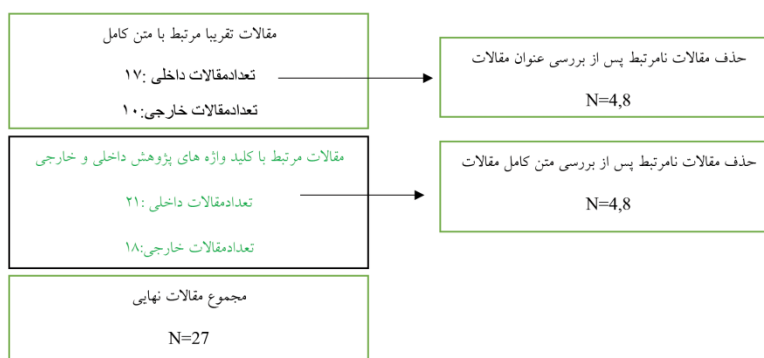 مقالات تقریبا مرتبط با متن کامل
تعدادمقالات داخلی :۱۷
تعدادمقالات خارجی:۱۰
حذف مقالات نامرتبط پس از بررسی عنوان مقالات
N=4,8
مقالات مرتبط با کلید واژه های پژوهش داخلی و خارجی
تعدادمقالات داخلی :۲۱
تعدادمقالات خارجی:۱۸
حذف مقالات نامرتبط پس از بررسی متن کامل مقالات
N=4,8
مجموع مقالات نهایی
N=27